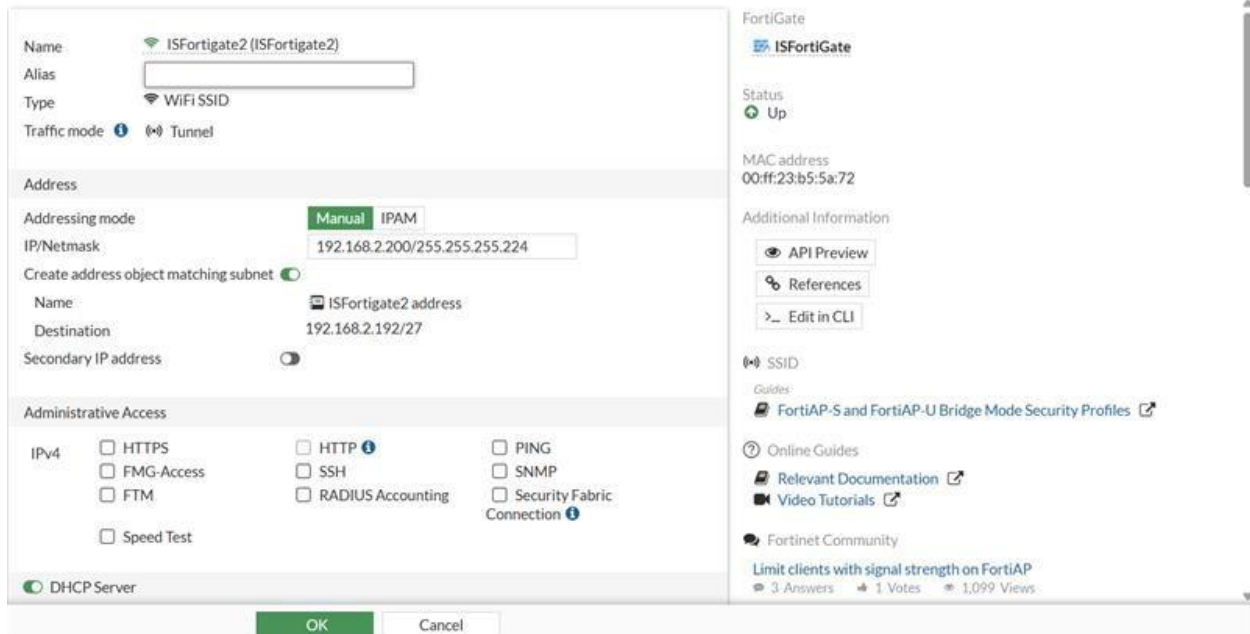 Name ISFortigate2 (ISFortigate2)
Alias
Type WiFi SSID
Traffic mode Tunnel
Address
Addressing mode Manual IPAM
IP/Netmask 192.168.2.200/255.255.255.224
Create address object matching subnet
Name ISFortigate2 address
Destination 192.168.2.192/27
Secondary IP address
Administrative Access
IPv4 HTTPS HTTP PING
FMG-Access SSH SNMP
FTM RADIUS Accounting Security Fabric
Connection
Speed Test
DHCP Server
OK Cancel
FortiGate
ISFortiGate
Status
Up
MAC address
00:ff:23:b5:5a:72
Additional Information
API Preview
References
>_ Edit in CLI
SSID
Guides
FortiAP-S and FortiAP-U Bridge Mode Security Profiles
Online Guides
Relevant Documentation
Video Tutorials
Fortinet Community
Limit clients with signal strength on FortiAP
3 Answers 1 Votes 1,099 Views